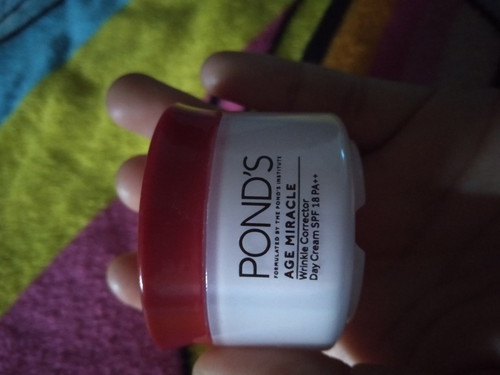 POND'S
FORMULATED BY THE POND'S INSTITUTE
AGE MIRACLE
Wrinkle Corrector
Day Cream SPF 18 PA++